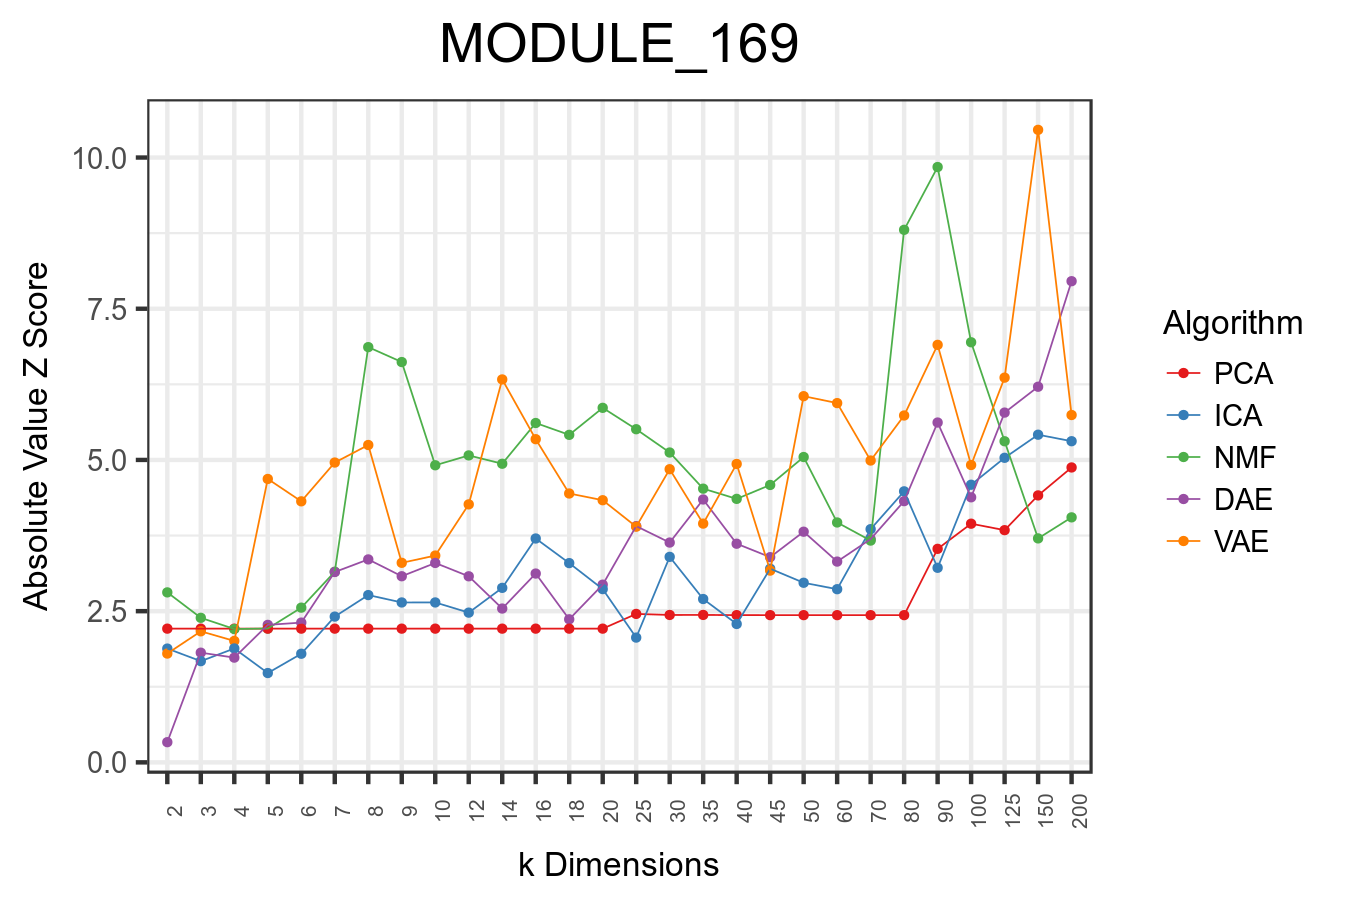 MODULE_169
Absolute Value Z Score
10.0
7.5
5.0
2.5
0.0
2 3 4 5 6 7 8 9 10 12 14 16 18 20 25 30 35 40 45 50 60 70 80 90 100 125 150 200
k Dimensions
Algorithm
PCA
ICA
NMF
DAE
VAE